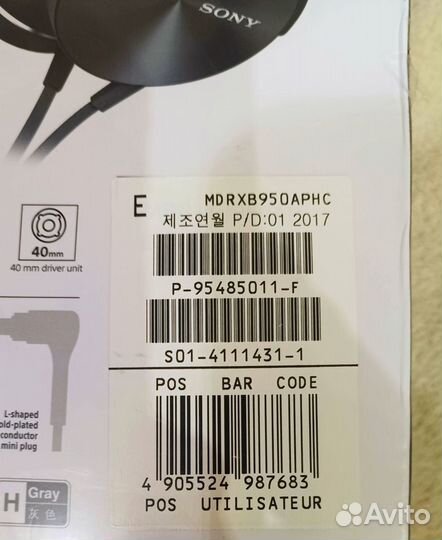 SONY
E
MDRXB950APHC
제조연월 P/D:01 2017
40mm
40 mm driver unit
P-95485011-F
S01-4111431-1
POS BAR CODE
L-shaped
old-plated
conductor
mini plug
H
Gray
灰色
4 905524 987683
POS UTILISATEUR
Avito